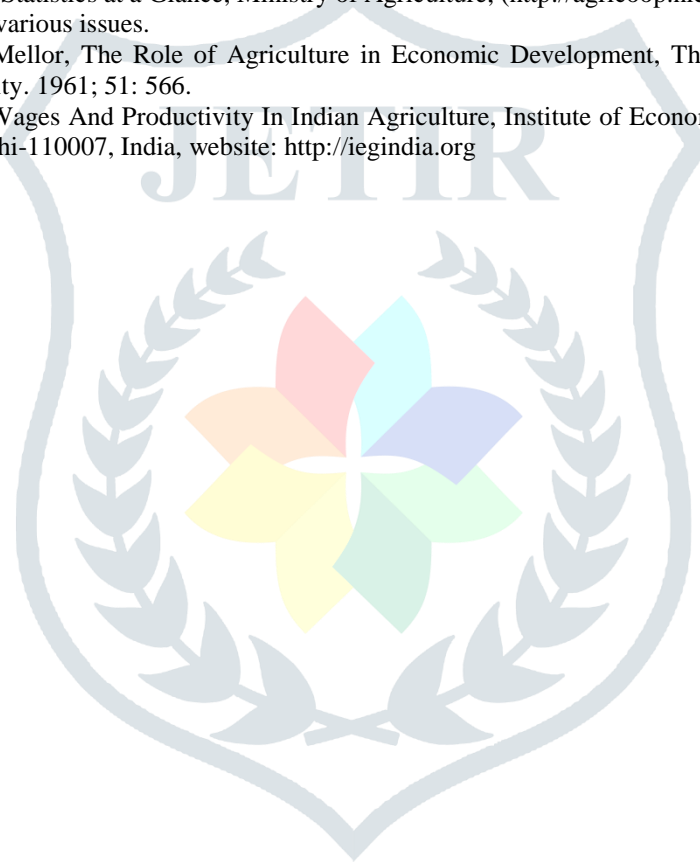 Statistics at a Glance, Ministry of Agriculture, (http://agricoop.
various issues.
Mellor, The Role of Agriculture in Economic Development, Th
ty. 1961; 51: 566.
Wages And Productivity In Indian Agriculture, Institute of Econo
hi-110007, India, website: http://iegindia.org
JETIR